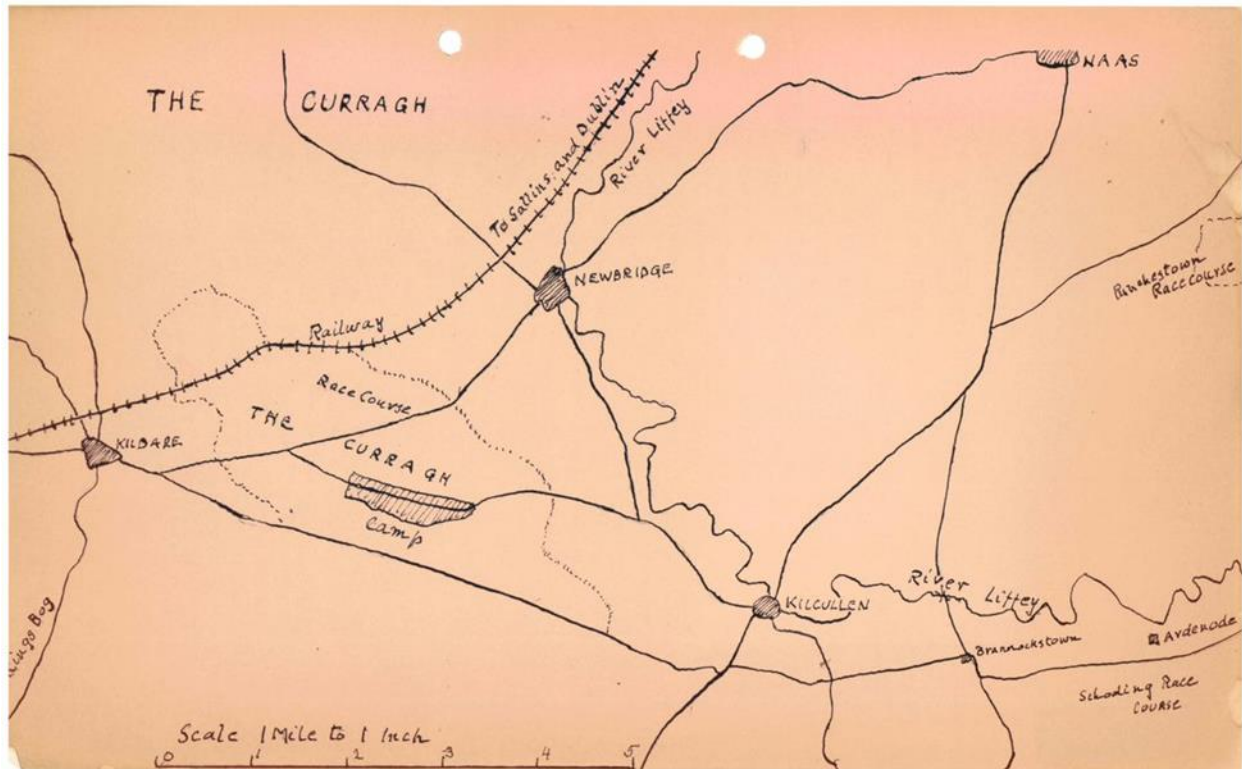 THE CURRAGH
NAAS
To Sallins and Dublin
River Liffey
NEWBRIDGE
Punchestown
Race Course
Railway
Race Course
THE
CURRAGH
Camp
KILDARE
KILCULLEN
River Liffey
Brannockstown
Ardenode
Schooling Race
COURSE
Bog
Scale 1 Mile to 1 Inch
0 1 2 3 4 5